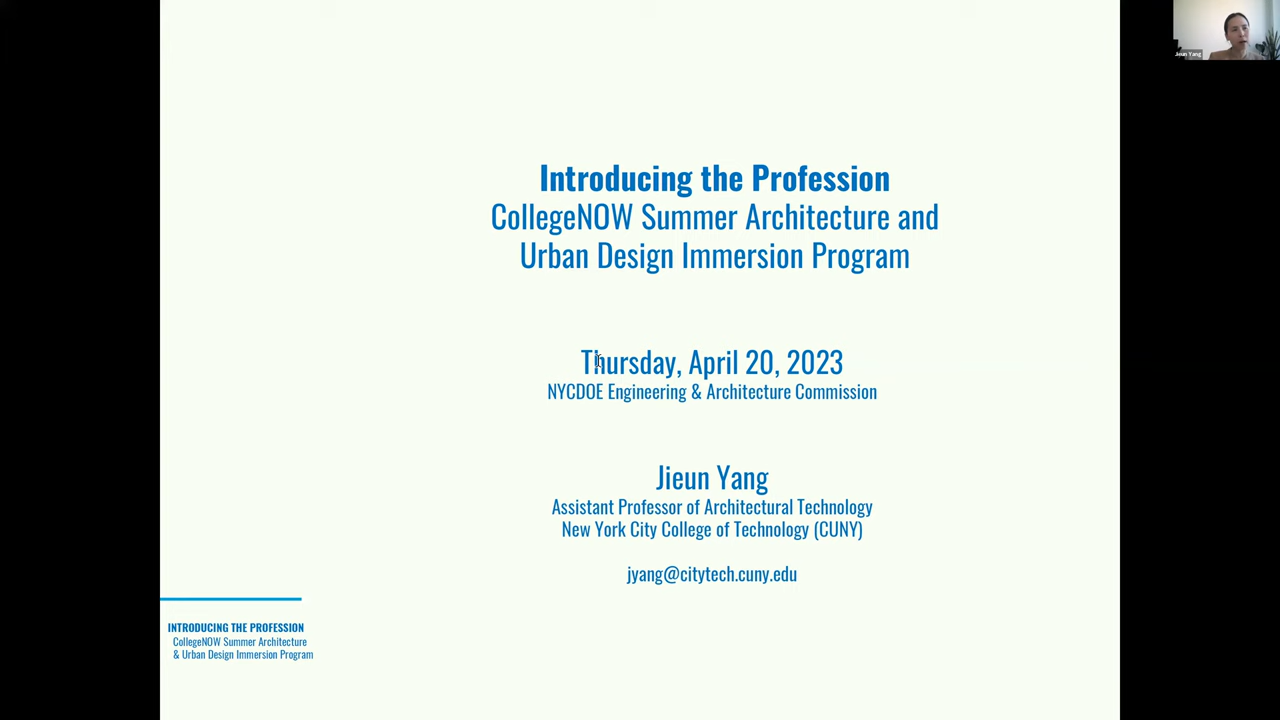 Jieun Yang
Introducing the Profession
CollegeNOW Summer Architecture and
Urban Design Immersion Program
Thursday, April 20, 2023
NYCDOE Engineering & Architecture Commission
Jieun Yang
Assistant Professor of Architectural Technology
New York City College of Technology (CUNY)
jyang@citytech.cuny.edu
INTRODUCING THE PROFESSION
CollegeNOW Summer Architecture
& Urban Design Immersion Program